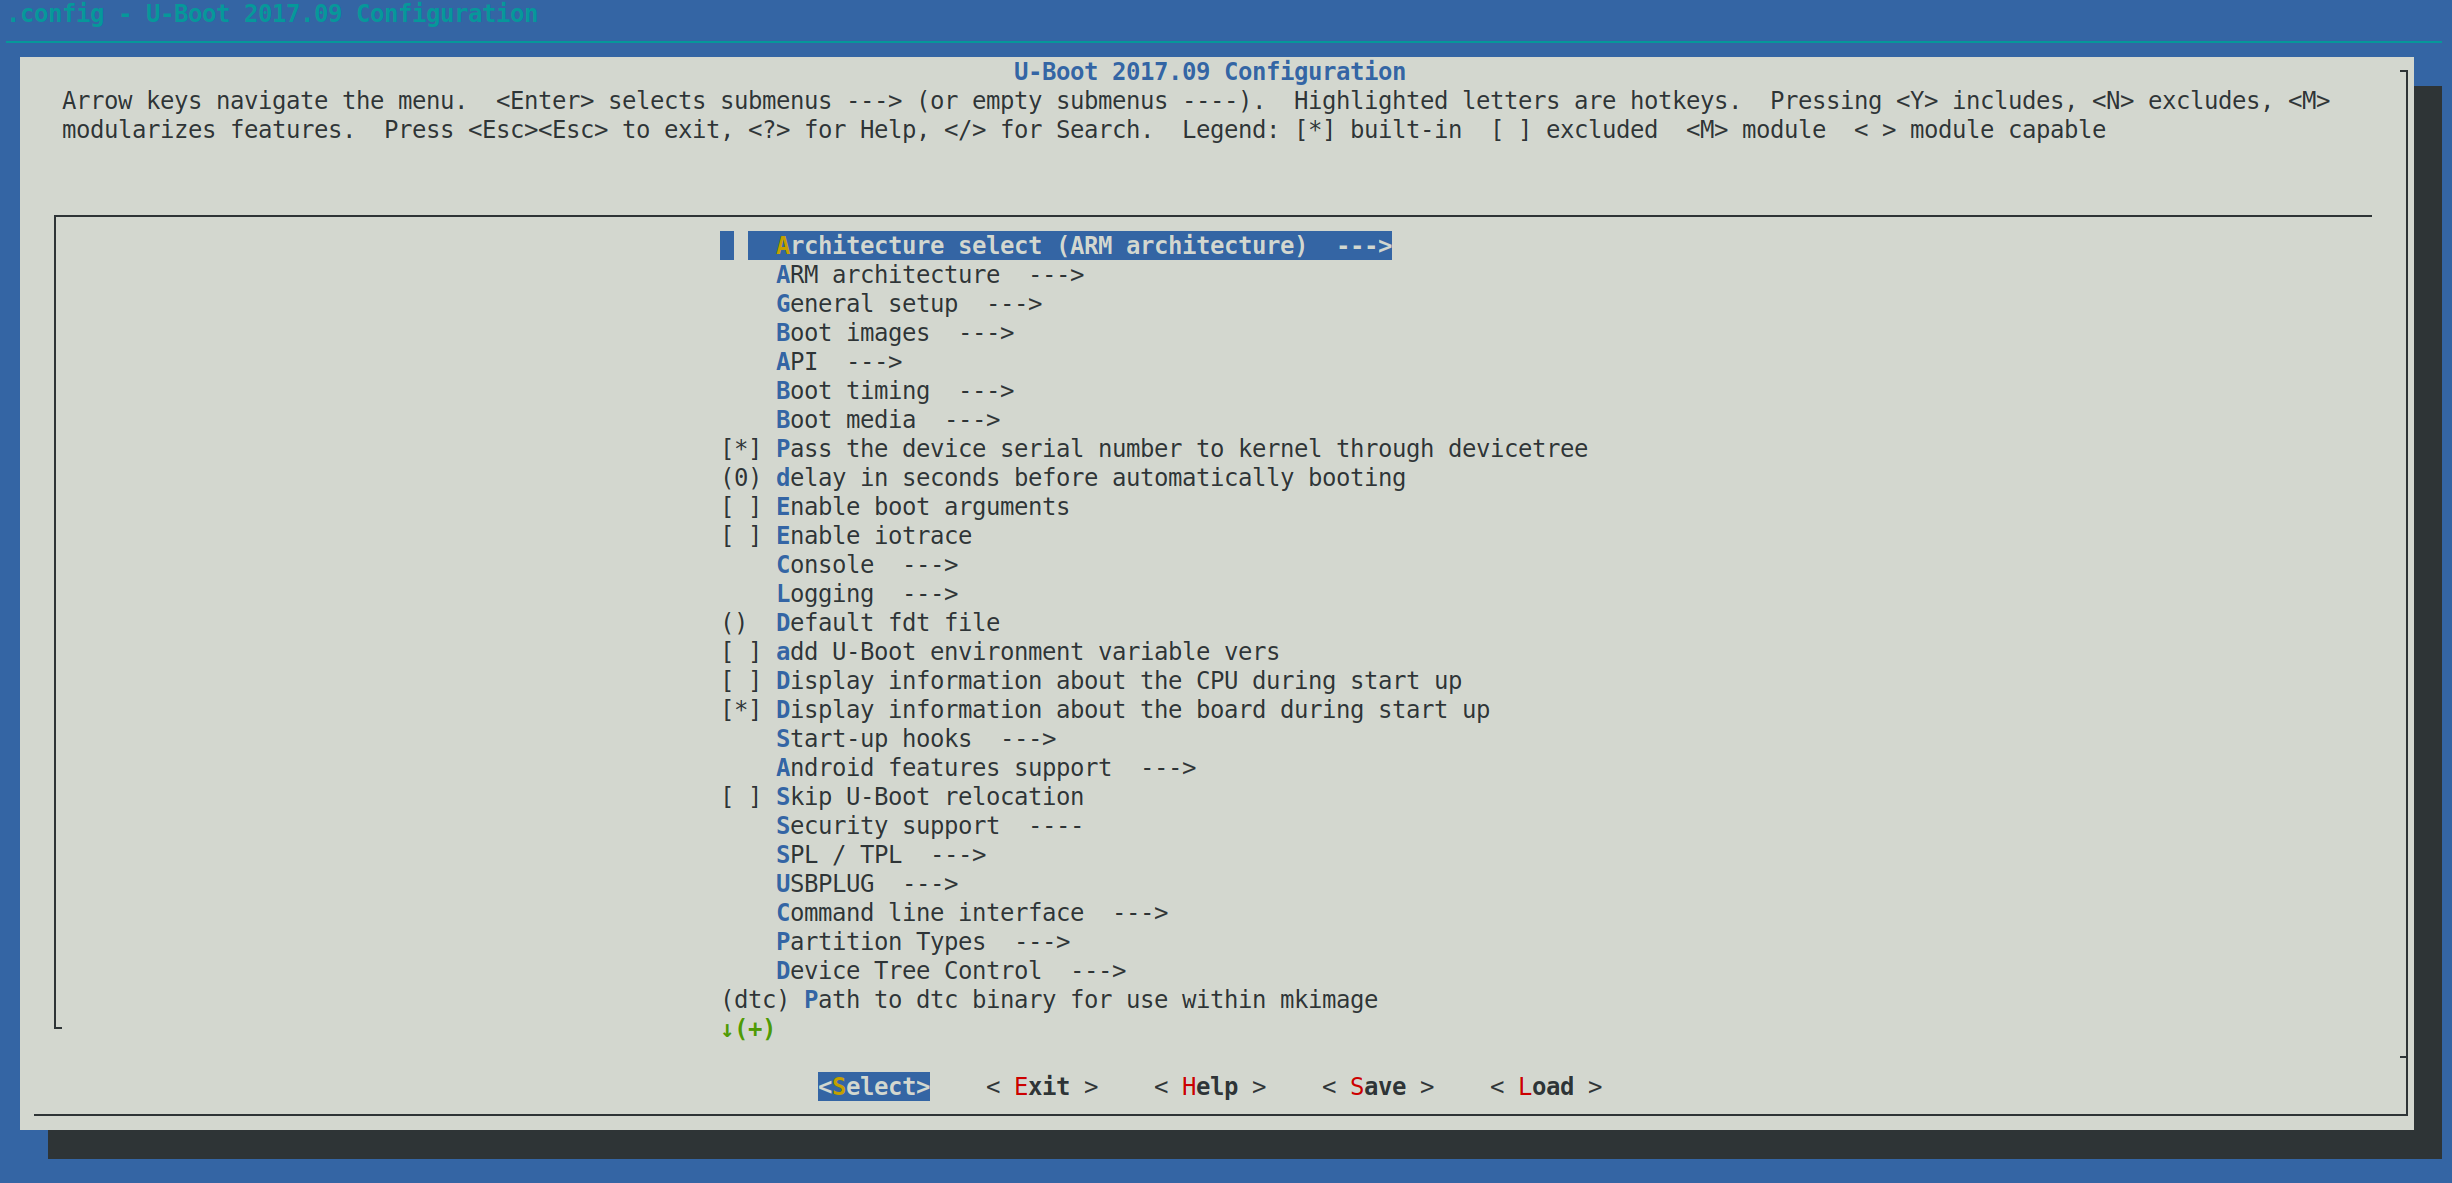 .config - U-Boot 2017.09 Configuration
U-Boot 2017.09 Configuration
Arrow keys navigate the menu.  <Enter> selects submenus ---> (or empty submenus ----).  Highlighted letters are hotkeys.  Pressing <Y> includes, <N> excludes, <M>
modularizes features.  Press <Esc><Esc> to exit, <?> for Help, </> for Search.  Legend: [*] built-in  [ ] excluded  <M> module  < > module capable
Architecture select (ARM architecture)  --->
ARM architecture  --->
General setup  --->
Boot images  --->
API  --->
Boot timing  --->
Boot media  --->
[*] Pass the device serial number to kernel through devicetree
(0) delay in seconds before automatically booting
[ ] Enable boot arguments
[ ] Enable iotrace
Console  --->
Logging  --->
()  Default fdt file
[ ] add U-Boot environment variable vers
[ ] Display information about the CPU during start up
[*] Display information about the board during start up
Start-up hooks  --->
Android features support  --->
[ ] Skip U-Boot relocation
Security support  ----
SPL / TPL  --->
USBPLUG  --->
Command line interface  --->
Partition Types  --->
Device Tree Control  --->
(dtc) Path to dtc binary for use within mkimage
↓(+)
<Select>    < Exit >    < Help >    < Save >    < Load >